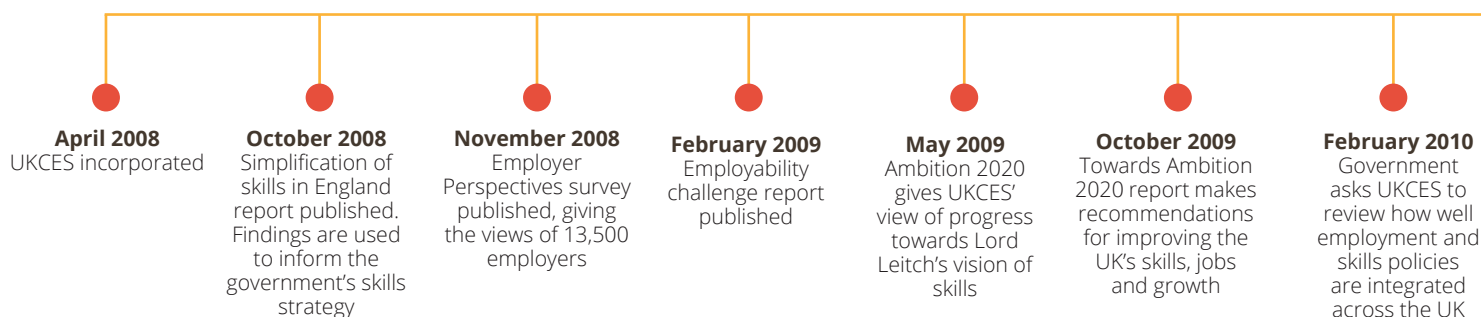 April 2008
UKCES incorporated
October 2008
Simplification of
skills in England
report published.
Findings are used
to inform the
government's skills
strategy
November 2008
Employer
Perspectives survey
published, giving
the views of 13,500
employers
February 2009
Employability
challenge report
published
May 2009
Ambition 2020
gives UKCES'
view of progress
towards Lord
Leitch's vision of
skills
October 2009
Towards Ambition
2020 report makes
recommendations
for improving the
UK's skills, jobs
and growth
February 2010
Government
asks UKCES to
review how well
employment and
skills policies
are integrated
across the UK